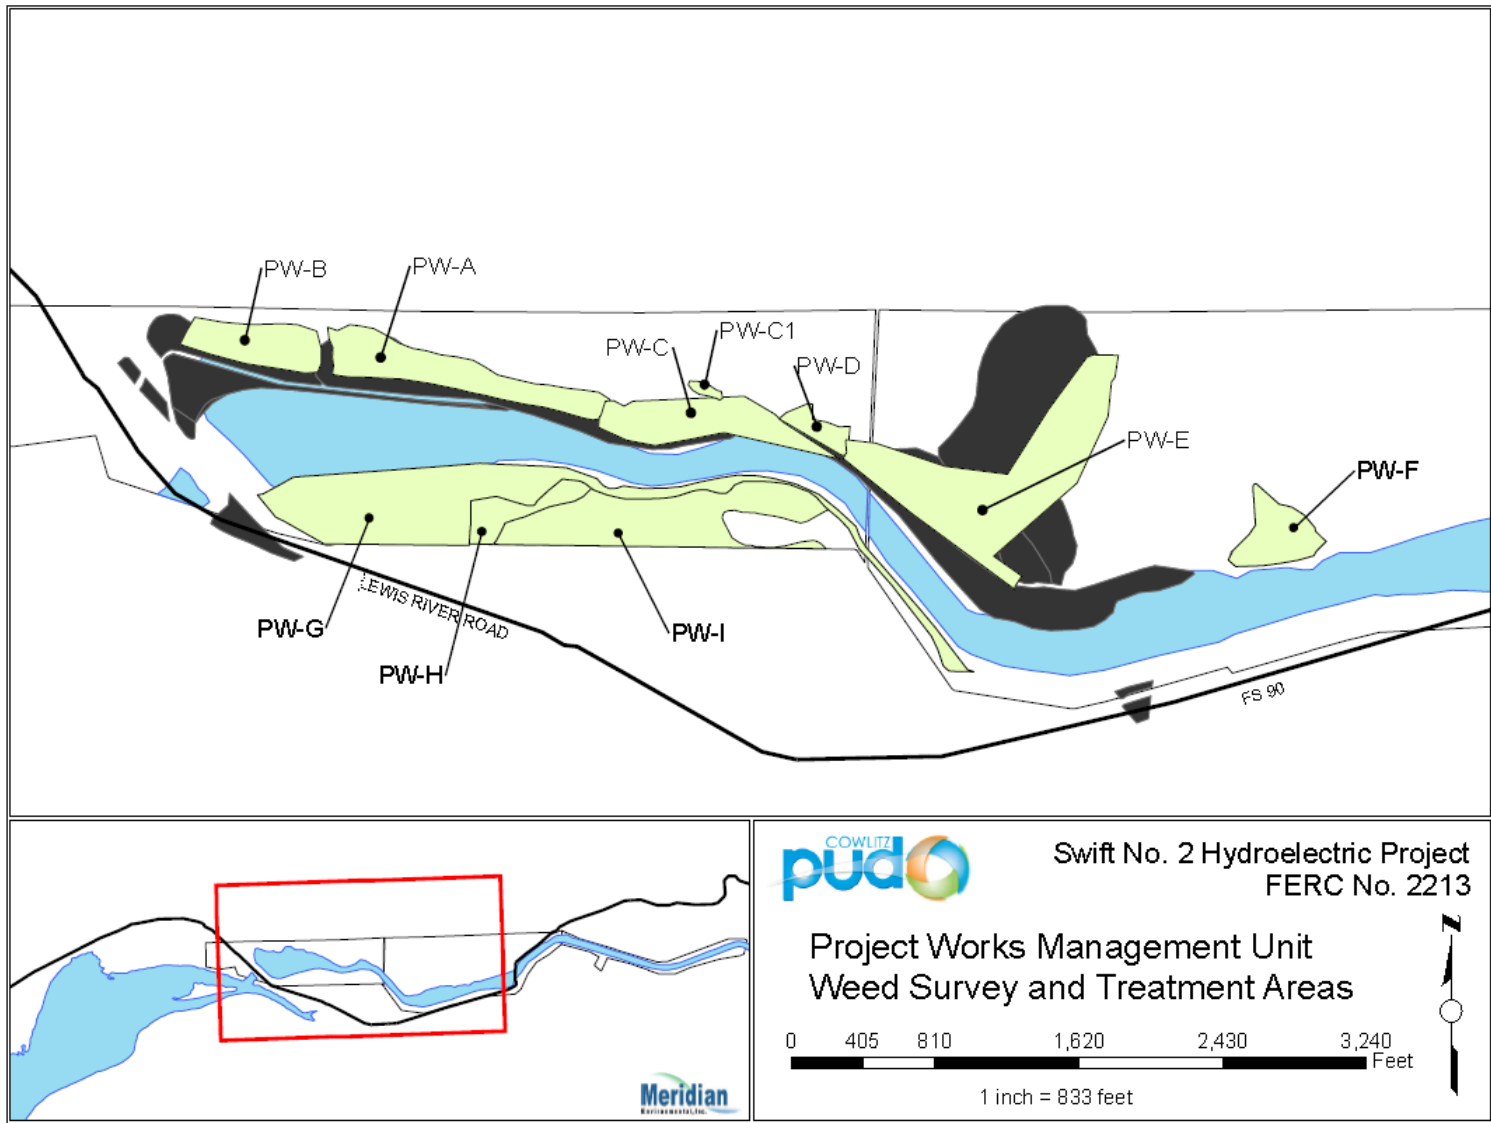 PW-B
PW-A
PW-C1
PW-C
PW-D
PW-E
PW-F
LEWIS RIVER ROAD
PW-G
PW-I
PW-H
FS 90
COWLITZ
pud
Swift No. 2 Hydroelectric Project
FERC No. 2213
N
Project Works Management Unit
Weed Survey and Treatment Areas
0 405 810 1,620 2,430 3,240
Feet
1 inch = 833 feet
Meridian
Environmental, Inc.